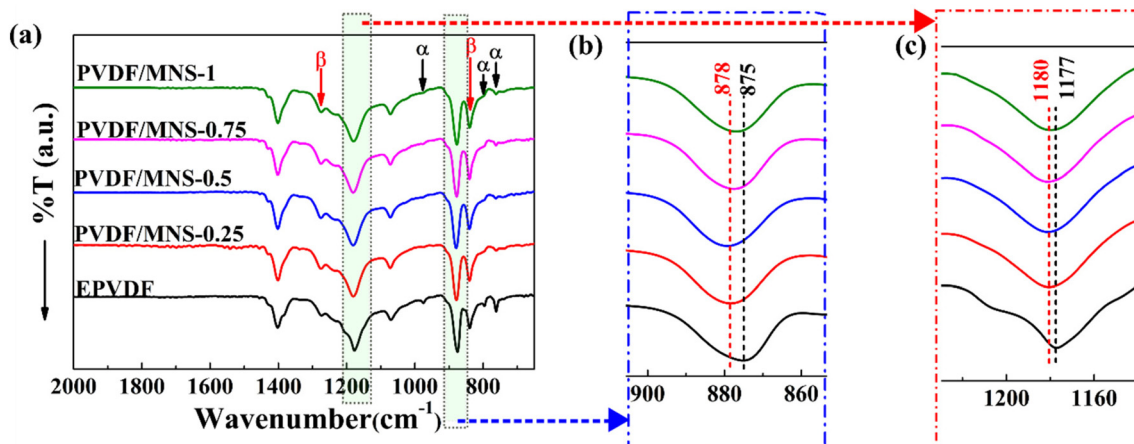 (a)
PVDF/MNS-1
PVDF/MNS-0.75
PVDF/MNS-0.5
PVDF/MNS-0.25
EPVDF
β
α
β
α
α
%T (a.u.)
2000 1800 1600 1400 1200 1000 800
Wavenumber(cm⁻¹)
(b)
878
875
900 880 860
(c)
1180
1177
1200 1160